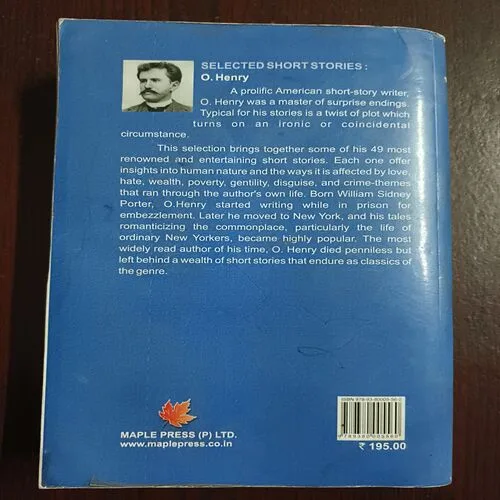 SELECTED SHORT STORIES :
O. Henry
A prolific American short-story writer,
O. Henry was a master of surprise endings.
Typical for his stories is a twist of plot which
turns on an ironic or coincidental
circumstance.
This selection brings together some of his 49 most
renowned and entertaining short stories. Each one offer
insights into human nature and the ways it is affected by love,
hate, wealth, poverty, gentility, disguise, and crime-themes
that ran through the author's own life. Born William Sidney
Porter, O.Henry started writing while in prison for
embezzlement. Later he moved to New York, and his tales
romanticizing the commonplace, particularly the life of
ordinary New Yorkers, became highly popular. The most
widely read author of his time, O. Henry died penniless but
left behind a wealth of short stories that endure as classics of
the genre.
MAPLE PRESS (P) LTD.
www.maplepress.co.in
ISBN 978-93-80005-56-0
9789380005560
₹ 195.00